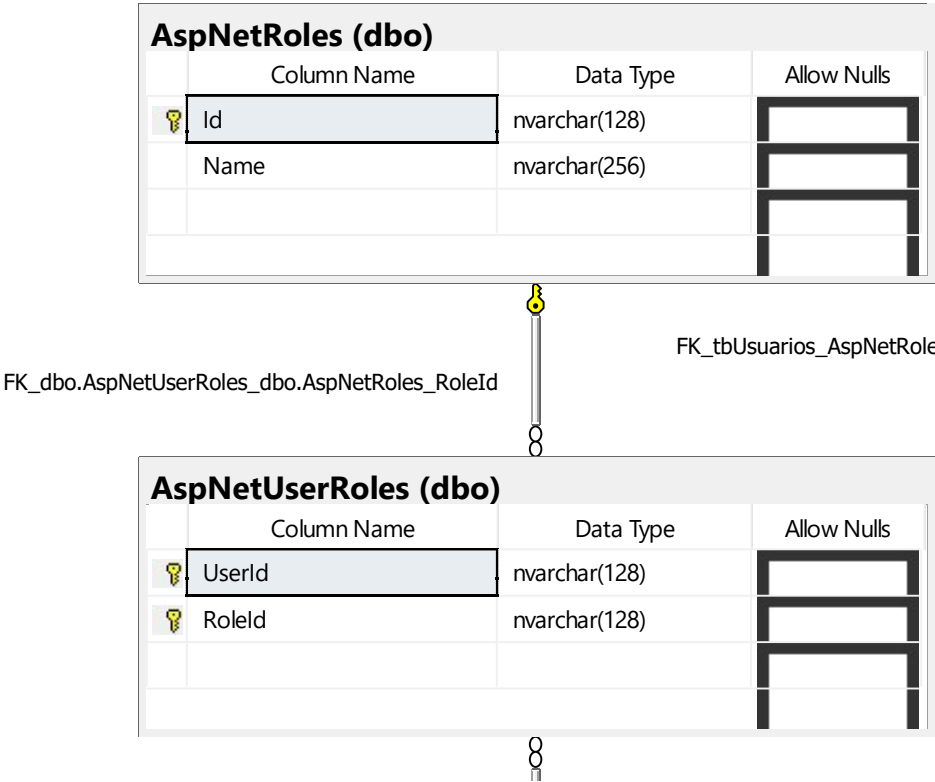 AspNetRoles (dbo)
Column Name Data Type Allow Nulls
Id nvarchar(128)
Name nvarchar(256)
FK_tbUsuarios_AspNetRole
FK_dbo.AspNetUserRoles_dbo.AspNetRoles_RoleId
AspNetUserRoles (dbo)
Column Name Data Type Allow Nulls
UserId nvarchar(128)
RoleId nvarchar(128)